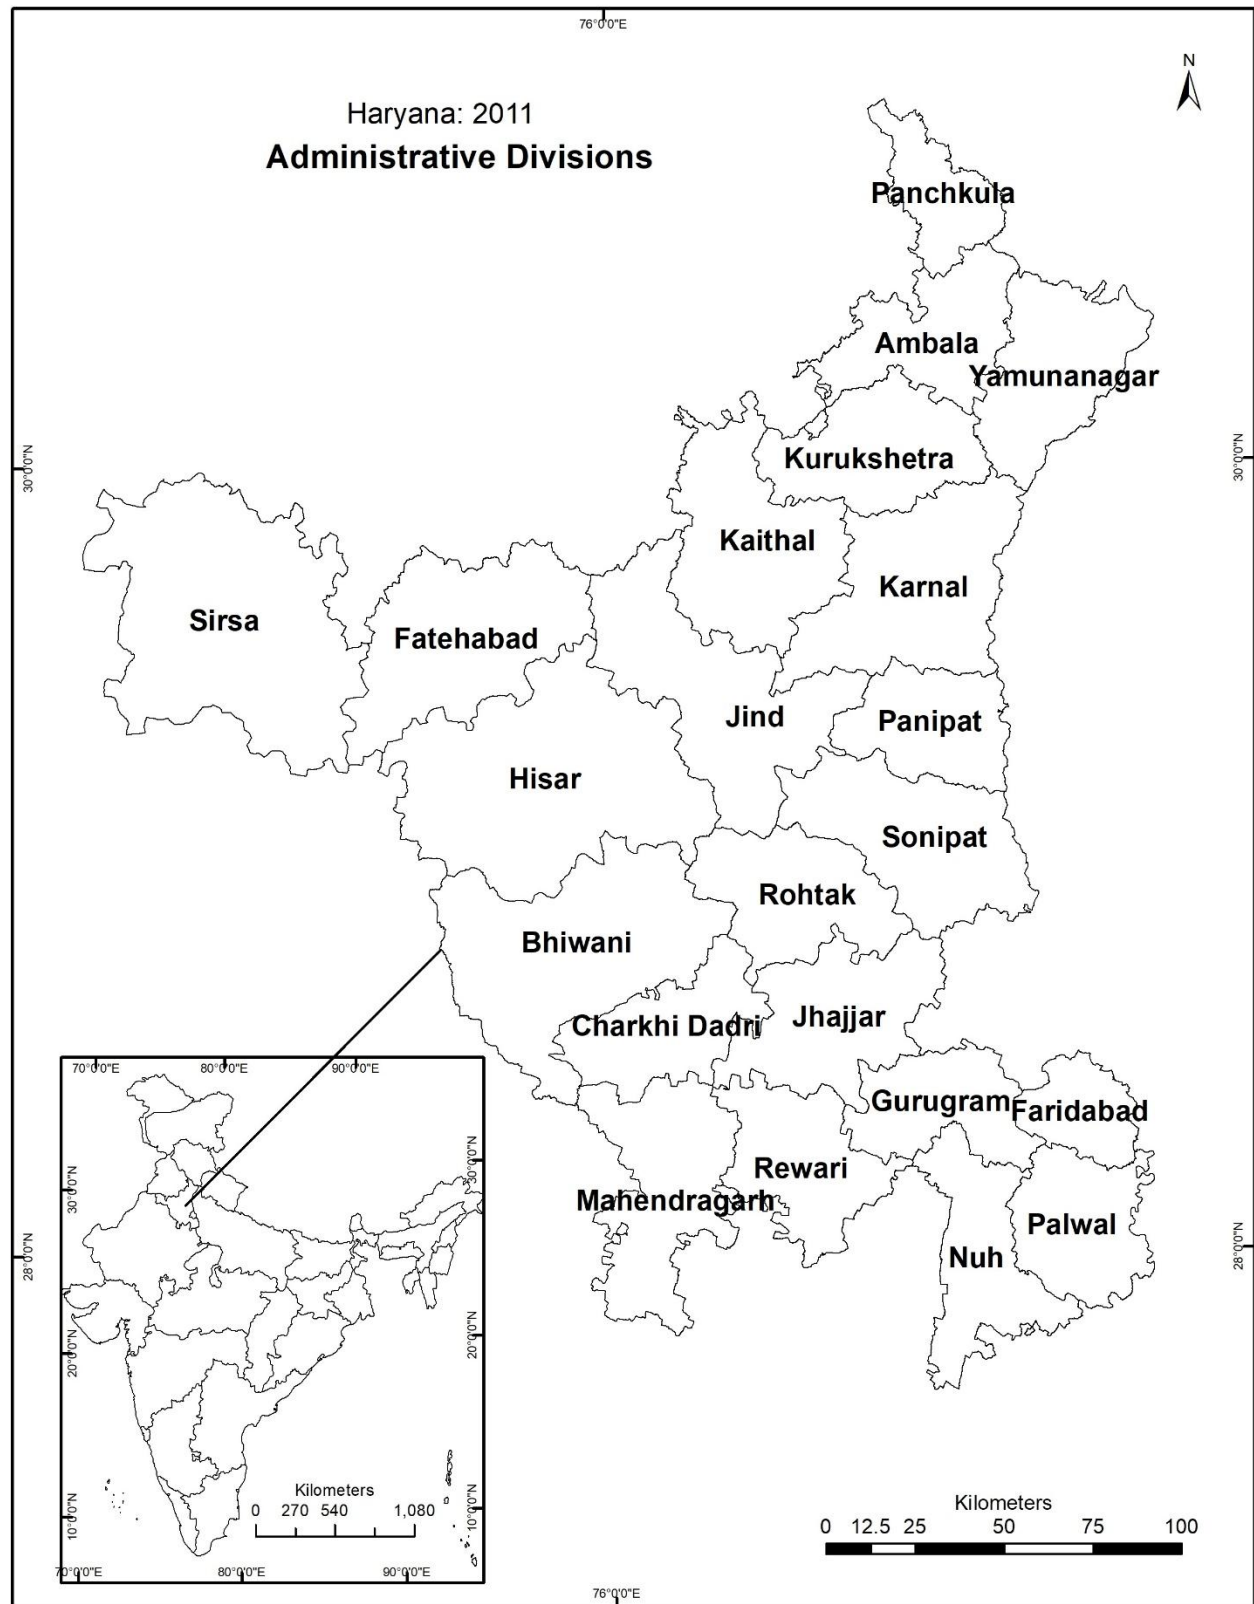 76°0'0"E
N
Haryana: 2011
Administrative Divisions
Panchkula
Ambala
Yamunanagar
Kurukshetra
30°0'0"N
30°0'0"N
Kaithal
Karnal
Sirsa
Fatehabad
Jind
Panipat
Hisar
Sonipat
Rohtak
Bhiwani
Charkhi Dadri
Jhajjar
Gurugram
Faridabad
Rewari
Mahendragarh
Palwal
Nuh
28°0'0"N
28°0'0"N
70°0'0"E
80°0'0"E
90°0'0"E
30°0'0"N
30°0'0"N
20°0'0"N
20°0'0"N
10°0'0"N
10°0'0"N
Kilometers
0 270 540 1,080
70°0'0"E
80°0'0"E
90°0'0"E
Kilometers
0 12.5 25 50 75 100
76°0'0"E